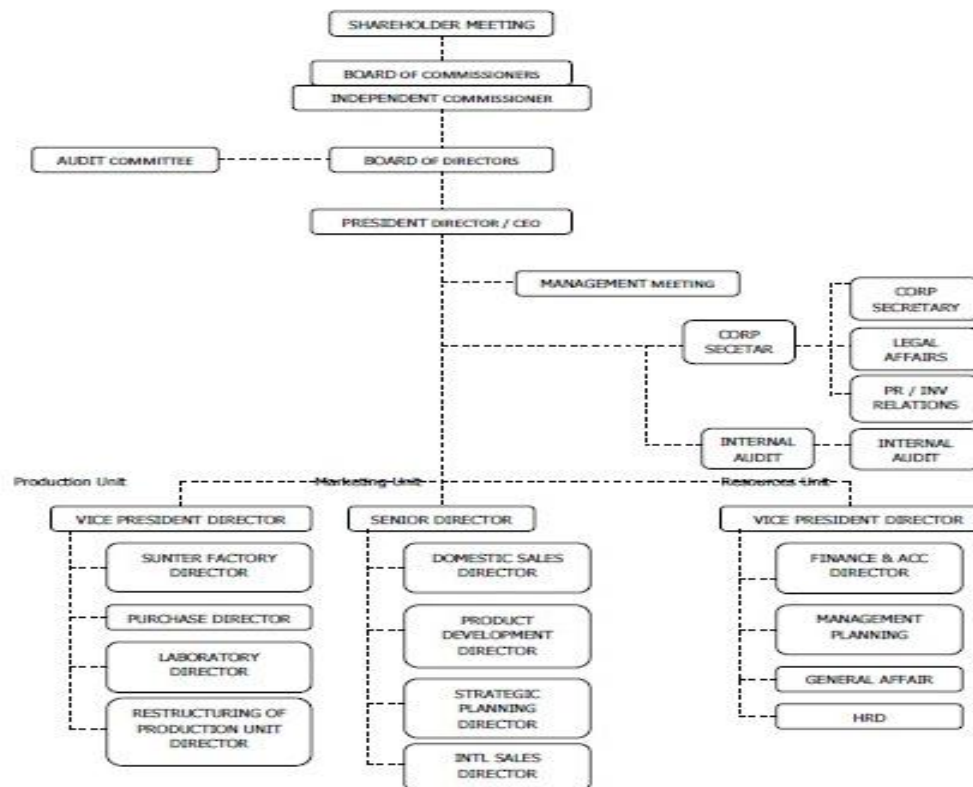 SHAREHOLDER MEETING
BOARD OF COMMISSIONERS
INDEPENDENT COMMISSIONER
AUDIT COMMITTEE
BOARD OF DIRECTORS
PRESIDENT DIRECTOR / CEO
MANAGEMENT MEETING
CORP
SECETAR
CORP
SECRETARY
LEGAL
AFFAIRS
PR / INV
RELATIONS
INTERNAL
AUDIT
INTERNAL
AUDIT
Production Unit
Marketing Unit
Resources Unit
VICE PRESIDENT DIRECTOR
SENIOR DIRECTOR
VICE PRESIDENT DIRECTOR
SUNTER FACTORY
DIRECTOR
PURCHASE DIRECTOR
LABORATORY
DIRECTOR
RESTRUCTURING OF
PRODUCTION UNIT
DIRECTOR
DOMESTIC SALES
DIRECTOR
PRODUCT
DEVELOPMENT
DIRECTOR
STRATEGIC
PLANNING
DIRECTOR
INTL SALES
DIRECTOR
FINANCE & ACC
DIRECTOR
MANAGEMENT
PLANNING
GENERAL AFFAIR
HRD